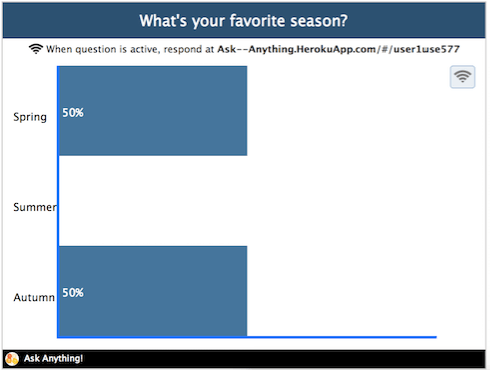 What's your favorite season?
When question is active, respond at Ask--Anything.HerokuApp.com/#/user1use577
Spring
50%
Summer
Autumn
50%
Ask Anything!